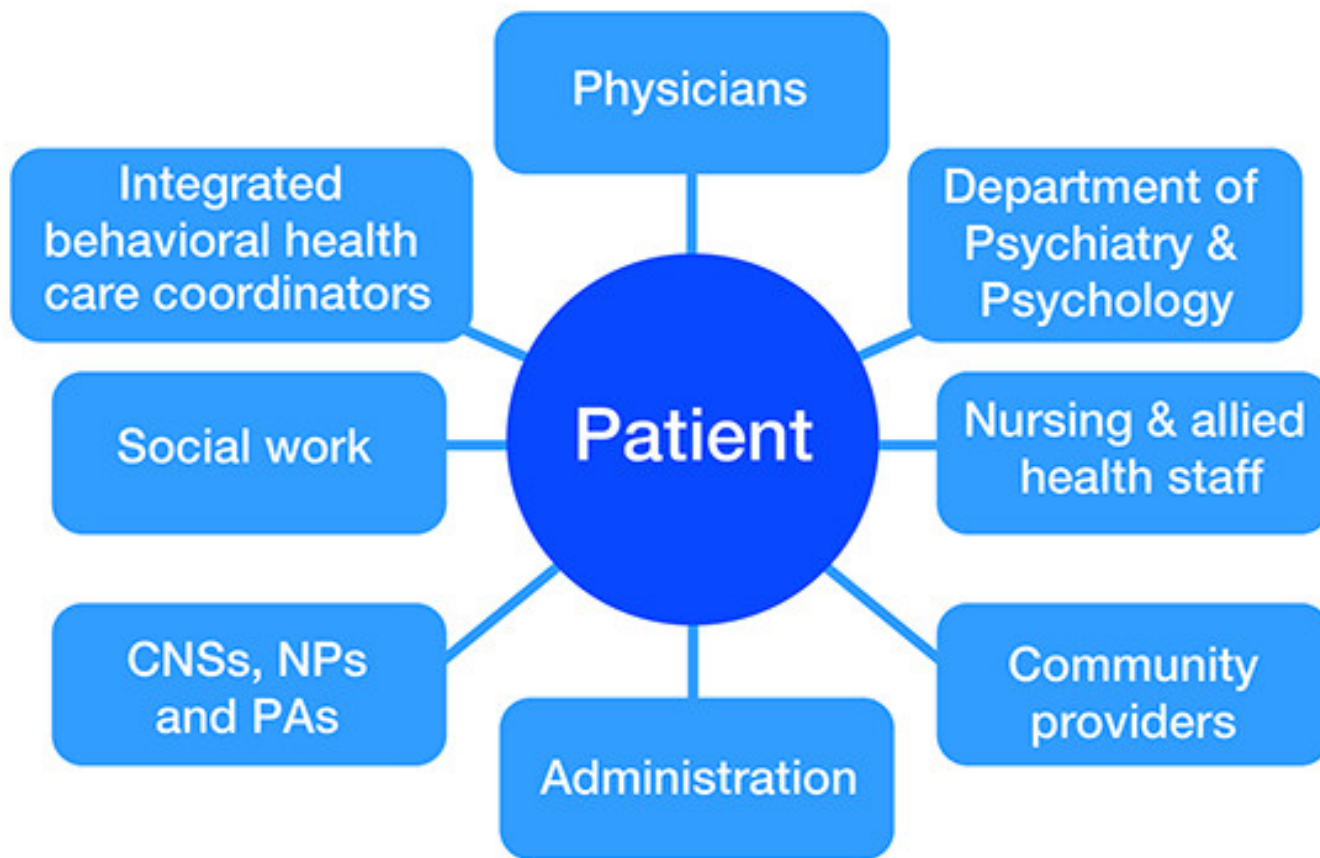 Physicians
Integrated
behavioral health
care coordinators
Department of
Psychiatry &
Psychology
Social work
Patient
Nursing & allied
health staff
CNSs, NPs
and PAs
Administration
Community
providers